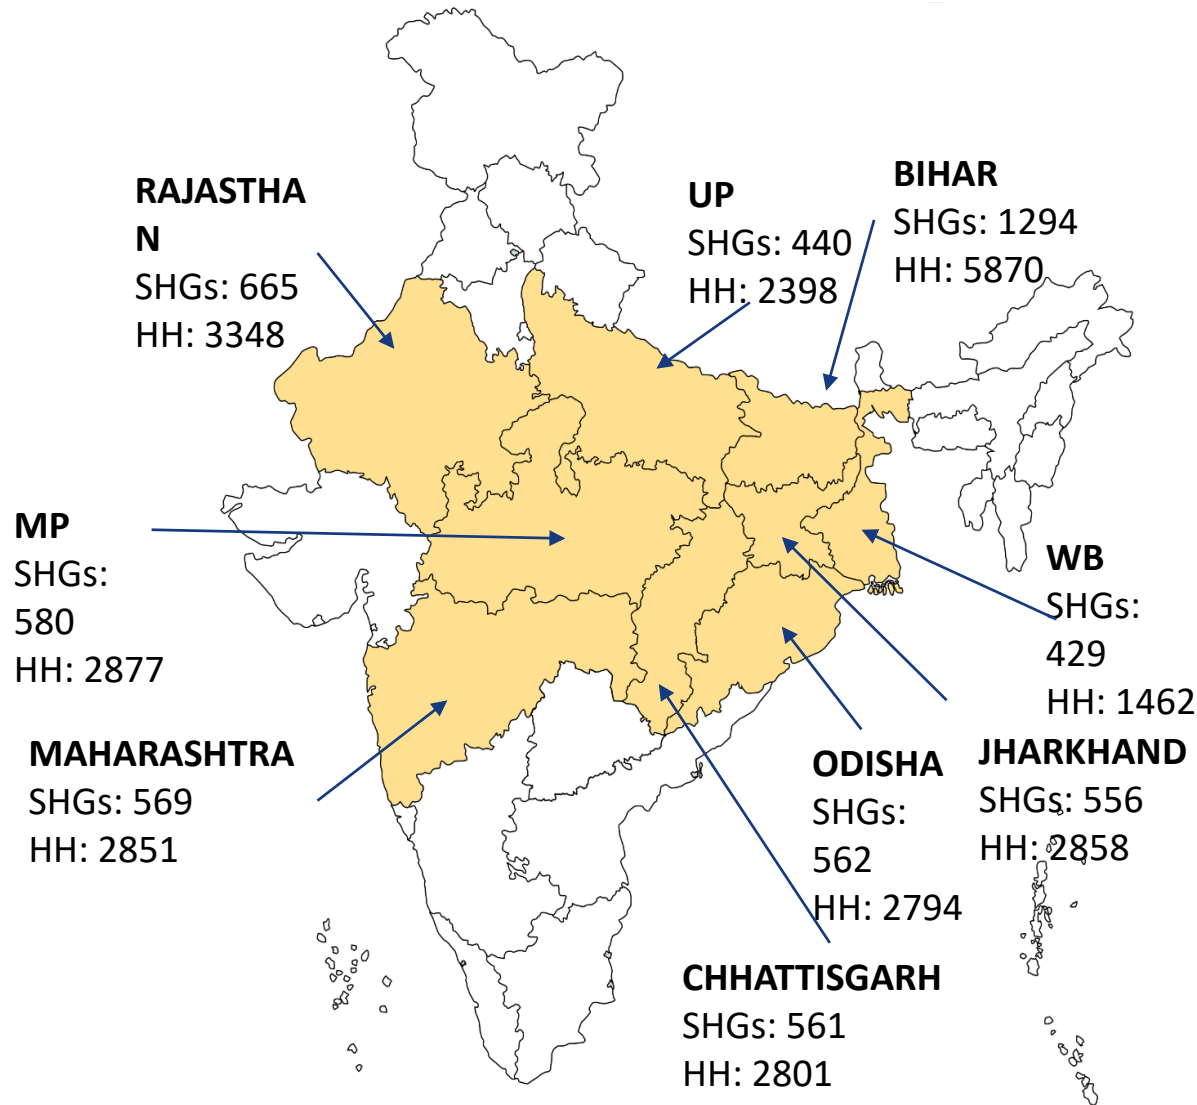 RAJASTHA
N
SHGs: 665
HH: 3348
UP
SHGs: 440
HH: 2398
BIHAR
SHGs: 1294
HH: 5870
MP
SHGs:
580
HH: 2877
WB
SHGs:
429
HH: 1462
MAHARASHTRA
SHGs: 569
HH: 2851
ODISHA
SHGs:
562
HH: 2794
JHARKHAND
SHGs: 556
HH: 2858
CHHATTISGARH
SHGs: 561
HH: 2801